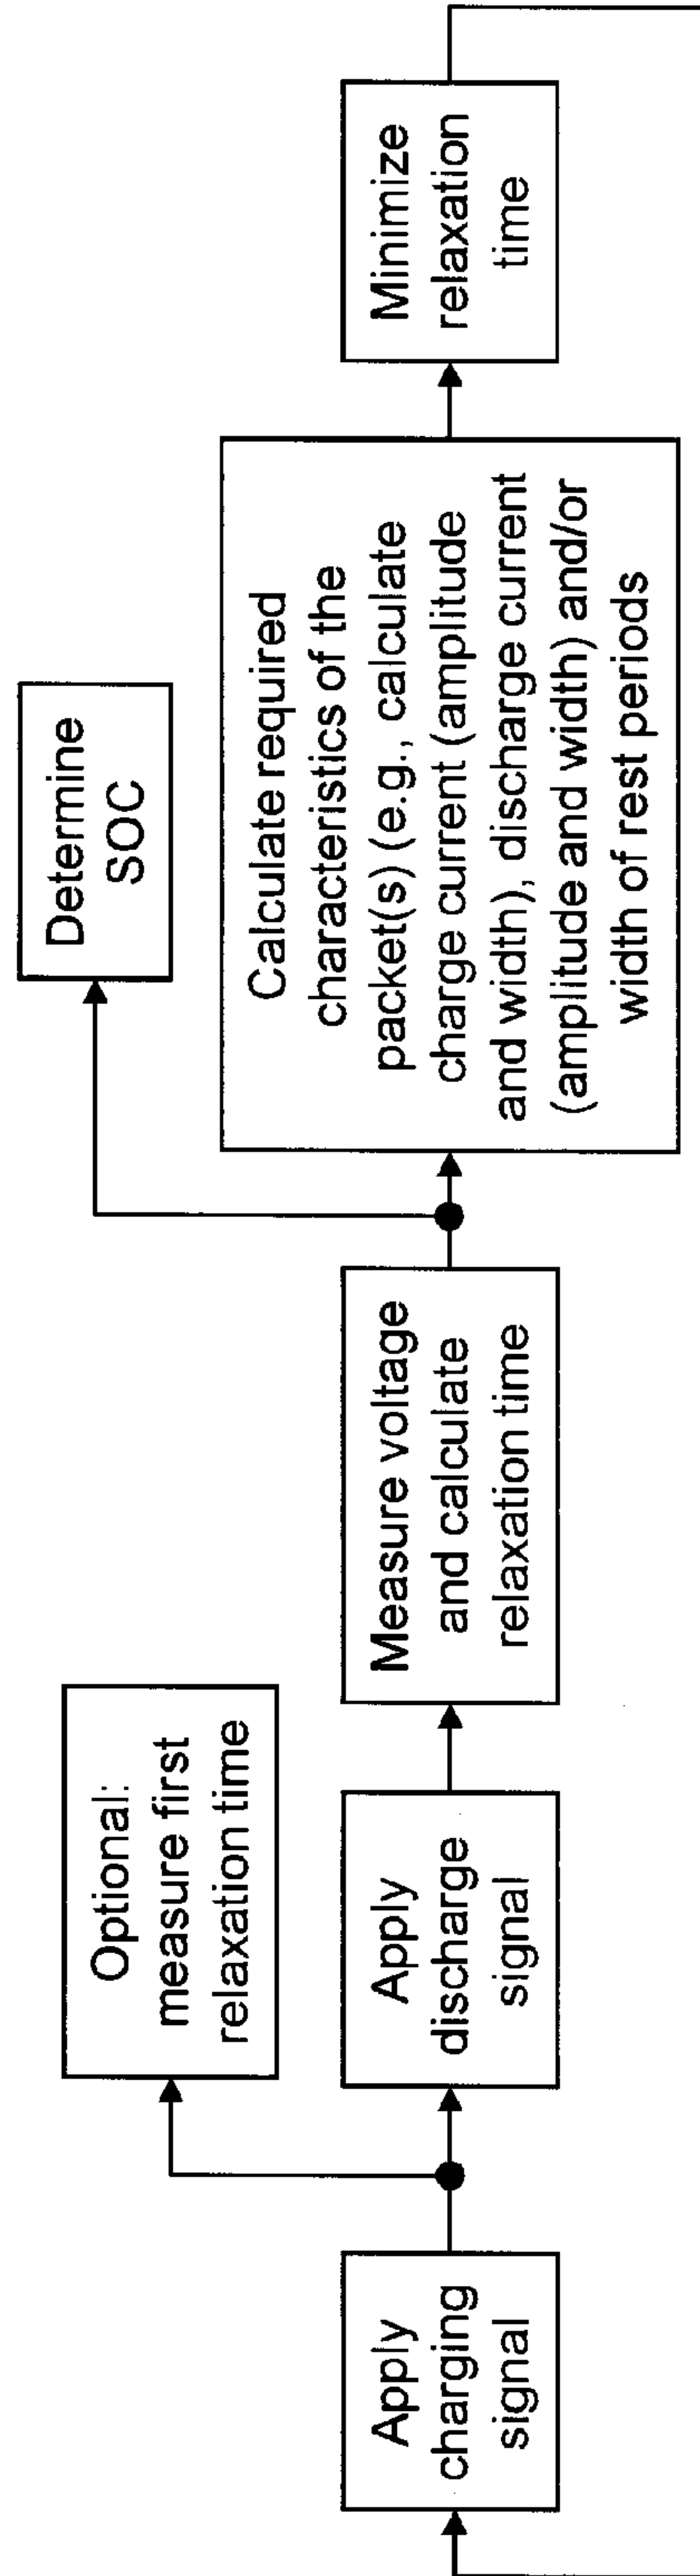 Apply
charging
signal
Optional:
measure first
relaxation time
Apply
discharge
signal
Measure voltage
and calculate
relaxation time
Determine
SOC
Calculate required
characteristics of the
packet(s) (e.g., calculate
charge current (amplitude
and width), discharge current
(amplitude and width) and/or
width of rest periods
Minimize
relaxation
time